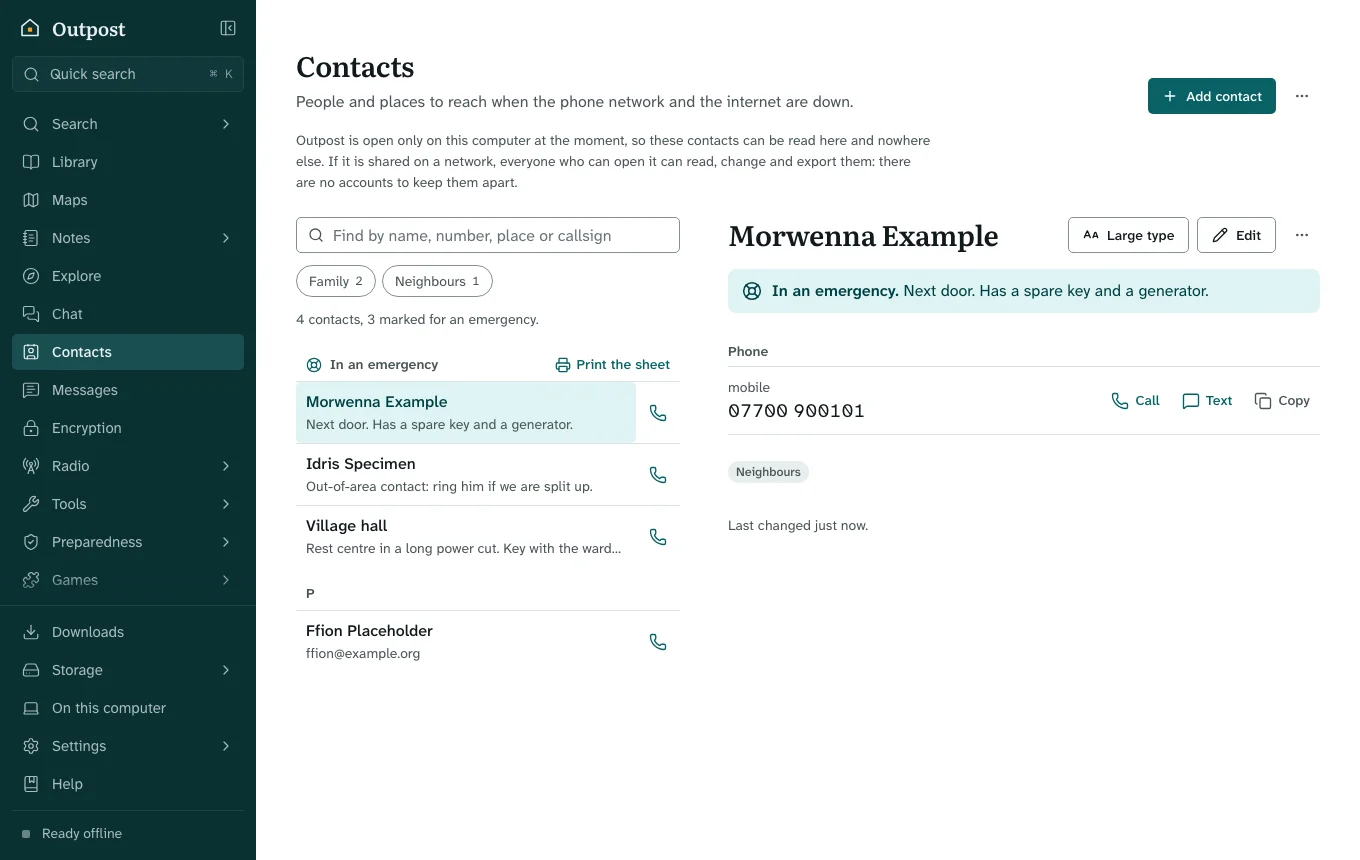 Outpost
Quick search ⌘ K
Search
Library
Maps
Notes
Explore
Chat
Contacts
Messages
Encryption
Radio
Tools
Preparedness
Games
Downloads
Storage
On this computer
Settings
Help
Ready offline
Contacts
People and places to reach when the phone network and the internet are down.
Add contact
Outpost is open only on this computer at the moment, so these contacts can be read here and nowhere
else. If it is shared on a network, everyone who can open it can read, change and export them: there
are no accounts to keep them apart.
Find by name, number, place or callsign
Family 2 Neighbours 1
4 contacts, 3 marked for an emergency.
In an emergency Print the sheet
Morwenna Example
Next door. Has a spare key and a generator.
Idris Specimen
Out-of-area contact: ring him if we are split up.
Village hall
Rest centre in a long power cut. Key with the ward...
P
Ffion Placeholder
ffion@example.org
Morwenna Example
AA Large type Edit
In an emergency. Next door. Has a spare key and a generator.
Phone
mobile
07700 900101
Call Text Copy
Neighbours
Last changed just now.